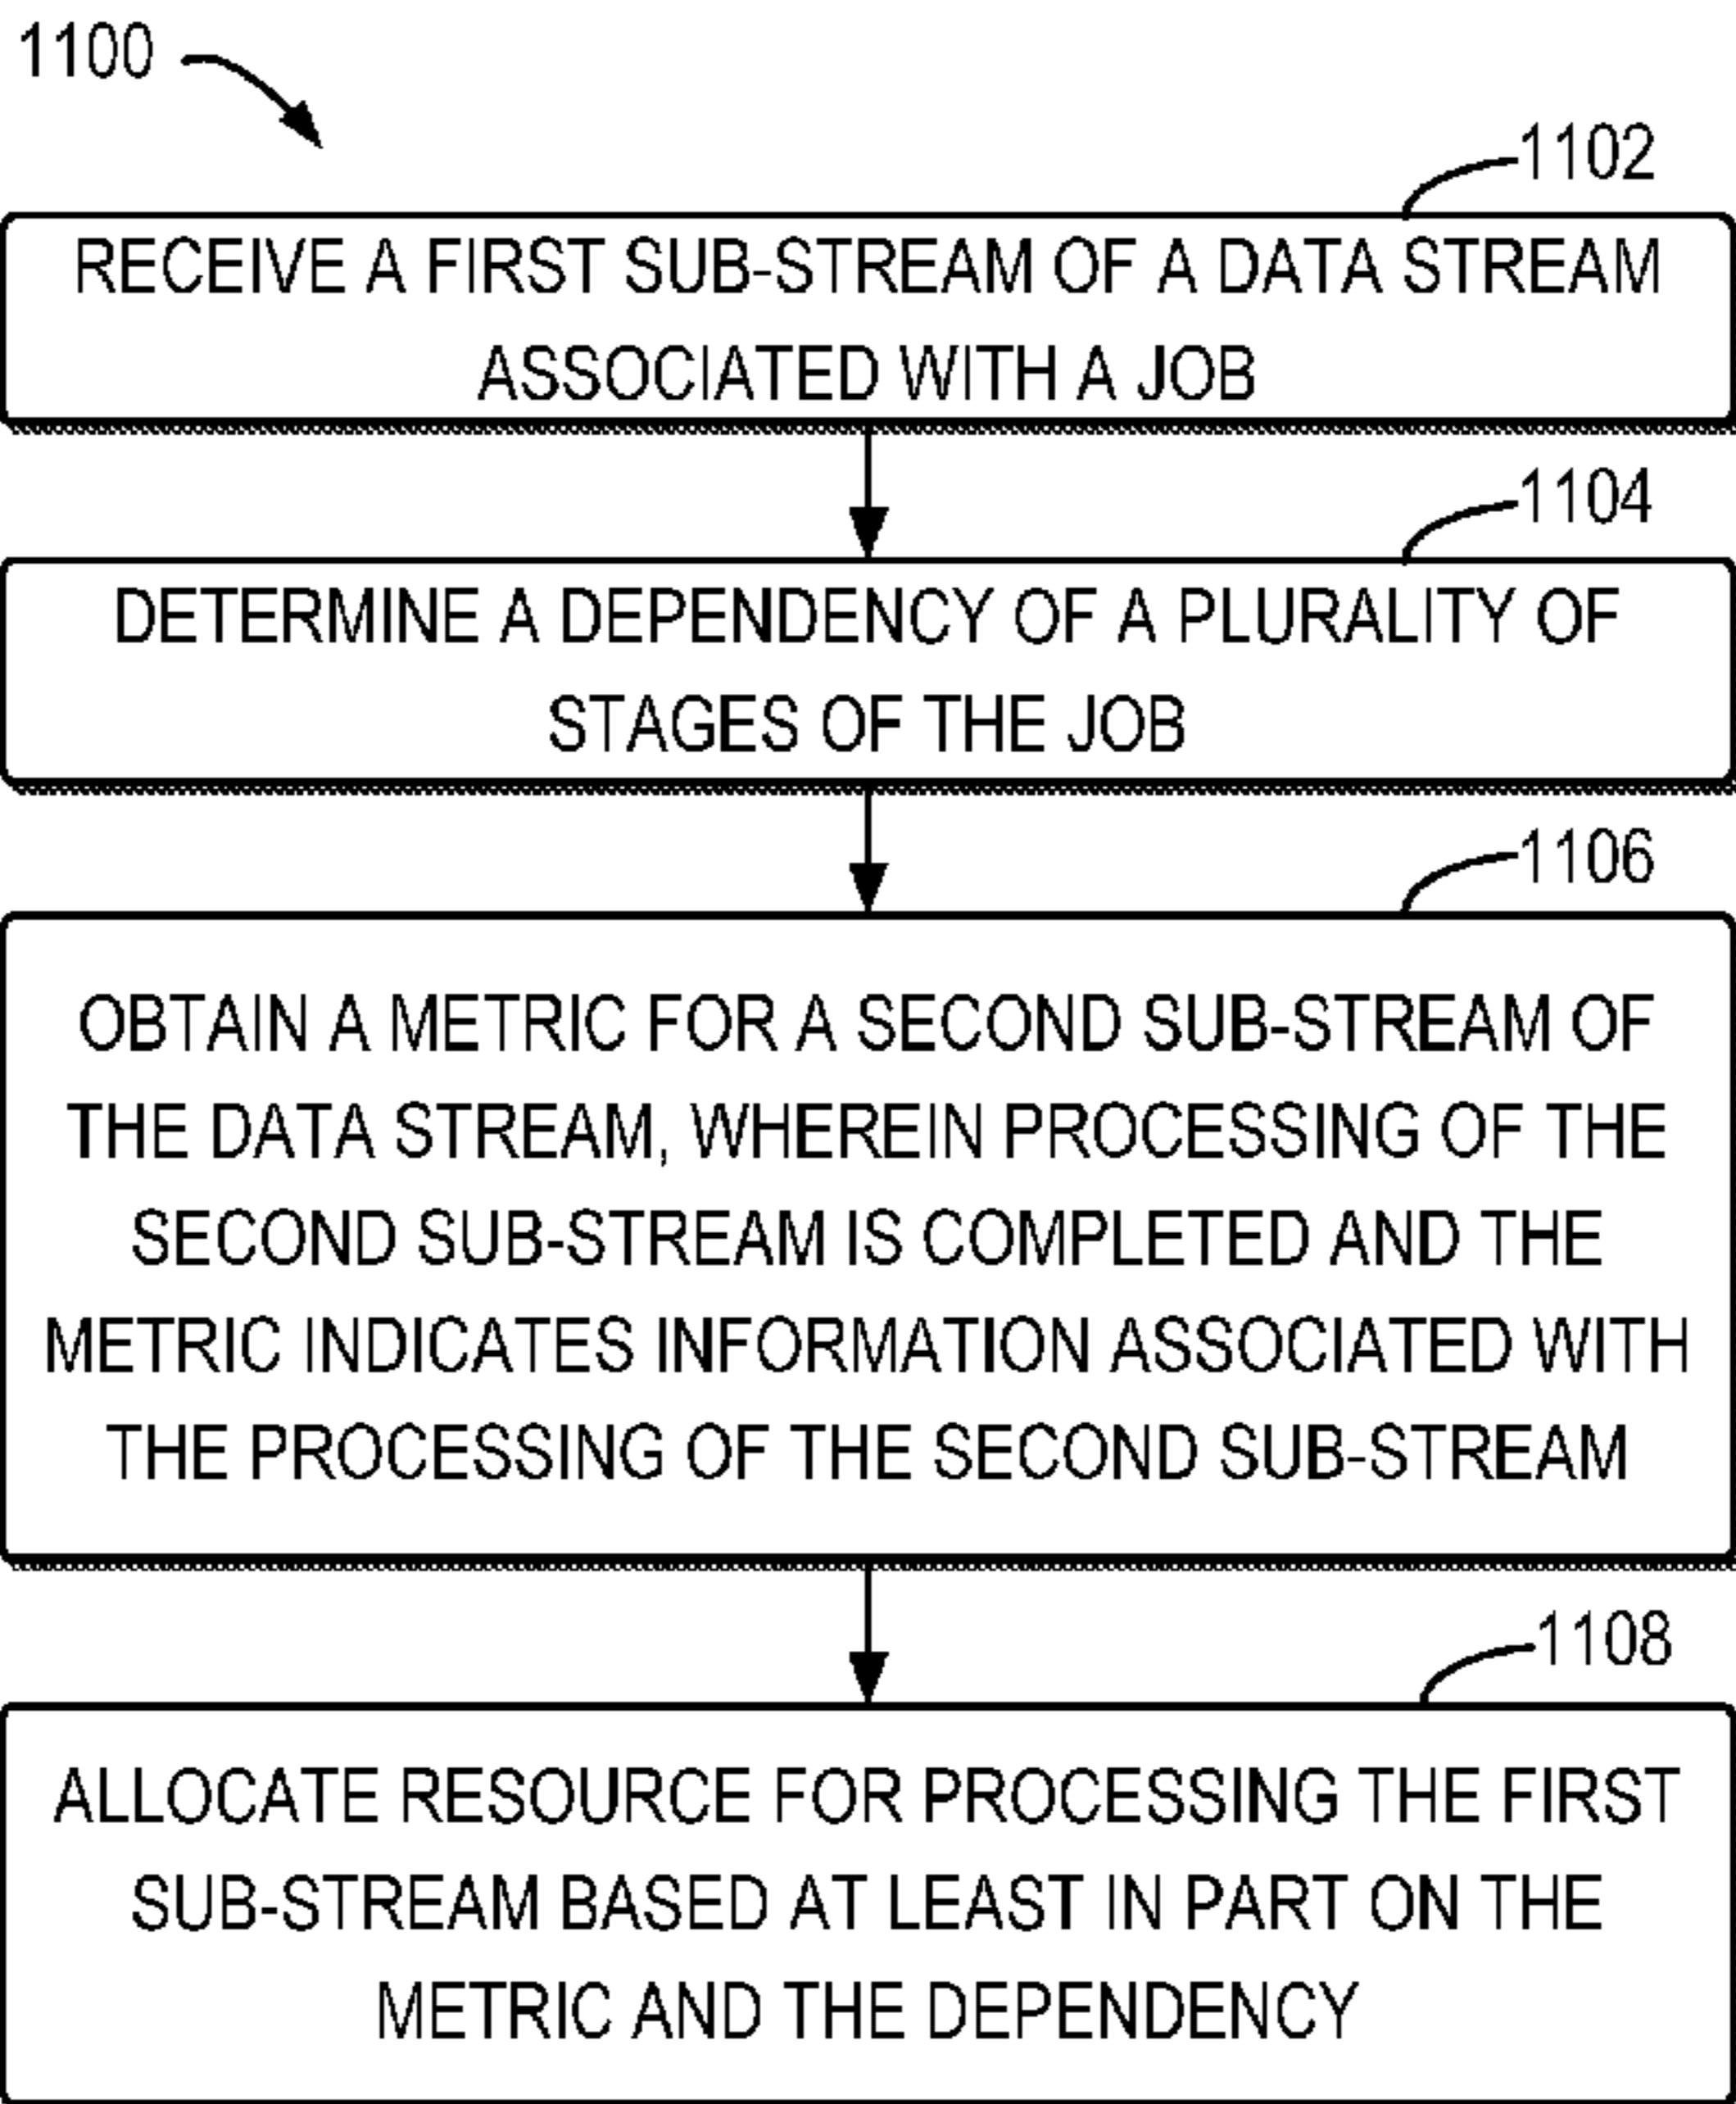 1100
1102
RECEIVE A FIRST SUB-STREAM OF A DATA STREAM
ASSOCIATED WITH A JOB
1104
DETERMINE A DEPENDENCY OF A PLURALITY OF
STAGES OF THE JOB
1106
OBTAIN A METRIC FOR A SECOND SUB-STREAM OF
THE DATA STREAM, WHEREIN PROCESSING OF THE
SECOND SUB-STREAM IS COMPLETED AND THE
METRIC INDICATES INFORMATION ASSOCIATED WITH
THE PROCESSING OF THE SECOND SUB-STREAM
1108
ALLOCATE RESOURCE FOR PROCESSING THE FIRST
SUB-STREAM BASED AT LEAST IN PART ON THE
METRIC AND THE DEPENDENCY